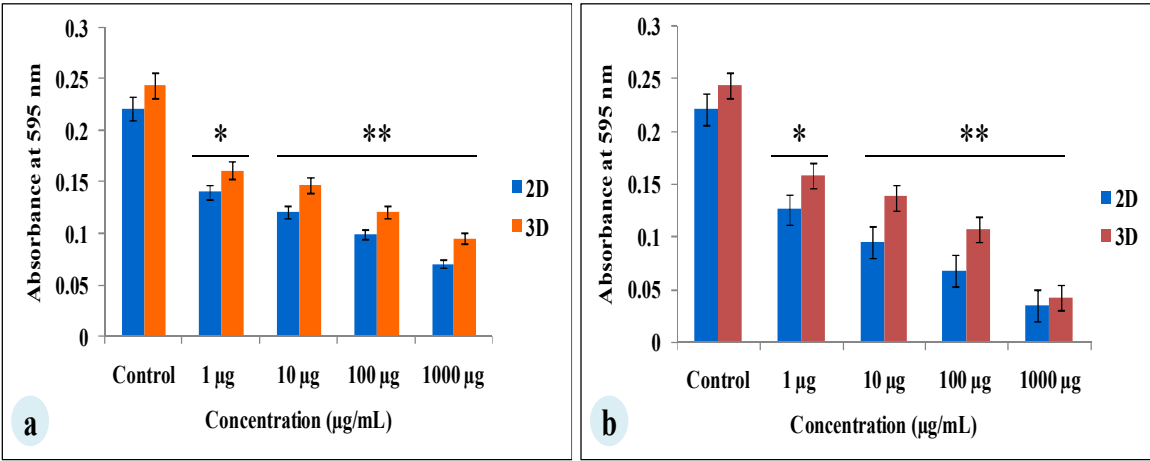 0.3
0.25
0.2
0.15
0.1
0.05
0
Absorbance at 595 nm
*
**
2D
3D
Control 1 µg 10 µg 100 µg 1000 µg
Concentration (µg/mL)
a
0.3
0.25
0.2
0.15
0.1
0.05
0
Absorbance at 595 nm
*
**
2D
3D
Control 1 µg 10 µg 100 µg 1000 µg
Concentration (µg/mL)
b